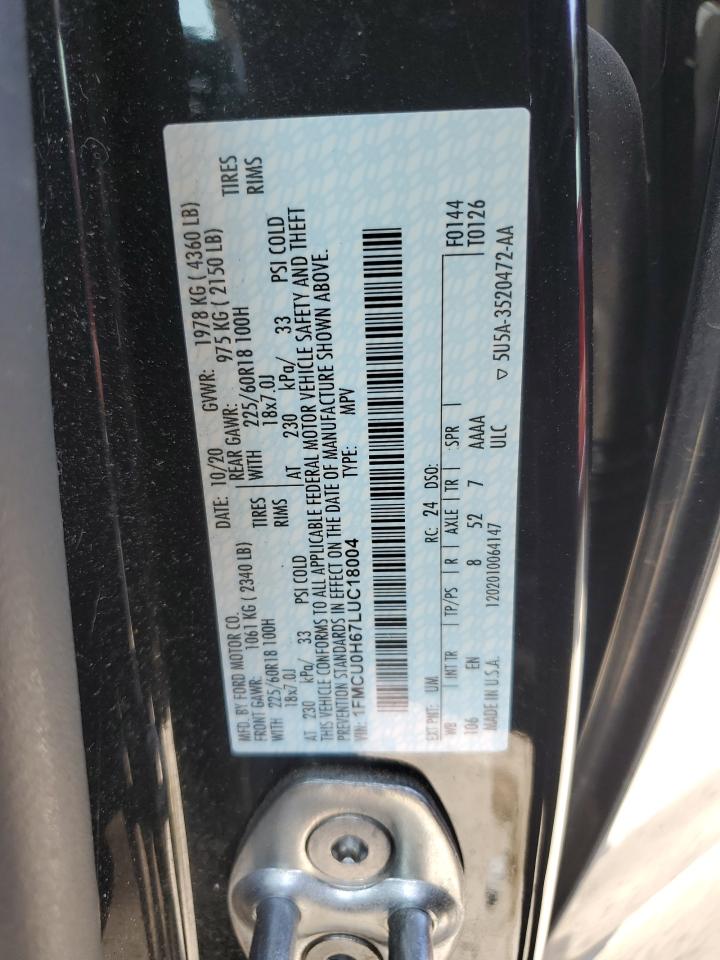 MFD. BY FORD MOTOR CO.
DATE: 10/20 GVWR: 1978 KG ( 4360 LB)
FRONT GAWR: 1061 KG ( 2340 LB) REAR GAWR: 975 KG ( 2150 LB)
225/60R18 100H TIRES WITH 225/60R18 100H TIRES
18x7.0J RIMS 18x7.0J RIMS
AT 230 kPa/ 33 PSI COLD AT 230 kPa/ 33 PSI COLD
THIS VEHICLE CONFORMS TO ALL APPLICABLE FEDERAL MOTOR VEHICLE SAFETY AND THEFT
PREVENTION STANDARDS IN EFFECT ON THE DATE OF MANUFACTURE SHOWN ABOVE.
VIN: 1FMCU0H67LUC18004 TYPE: MPV
EXT PNT: UM RC: 24 DSO: F0144
WB INT TR TP/PS R AXLE TR SPR T0126
106 EN 8 52 7 AAAA
MADE IN U.S.A. 1202010064147 ULC ▽ 5U5A-3520472-AA